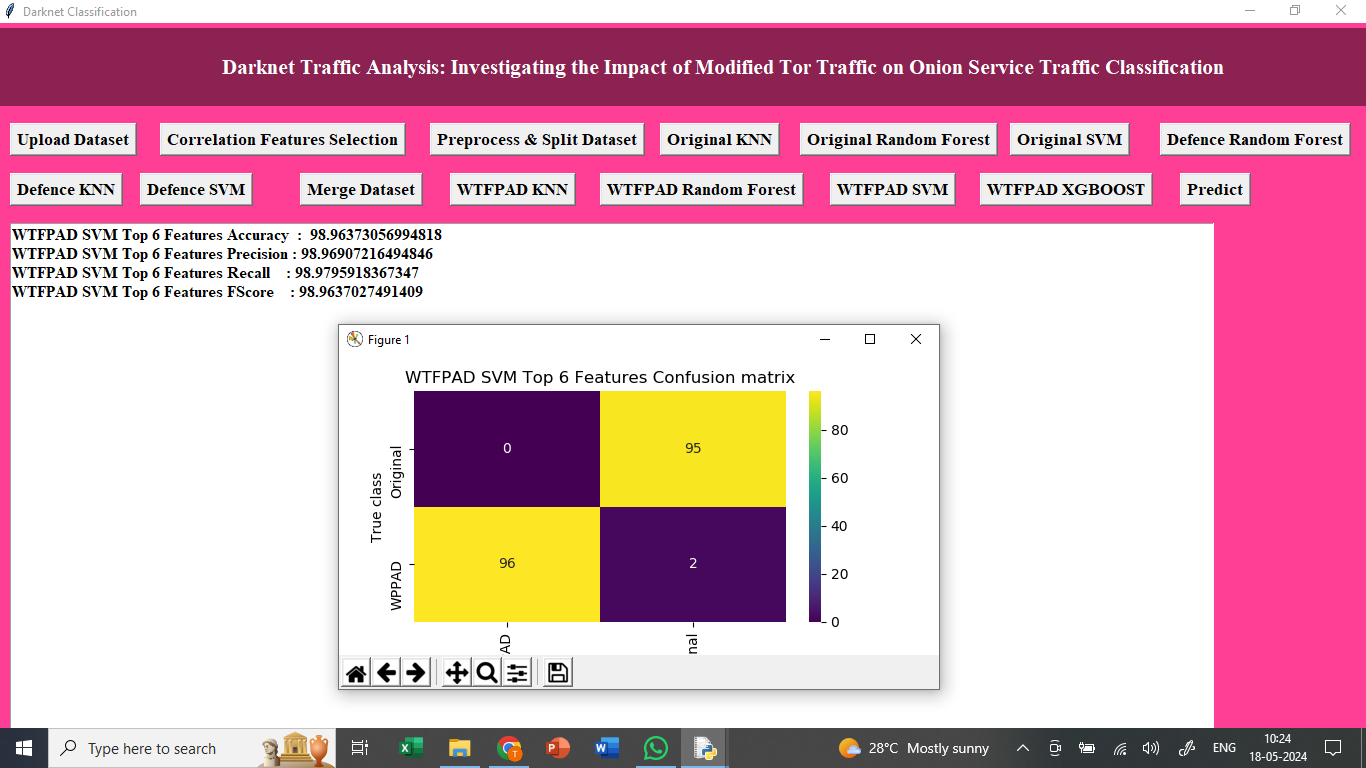 Darknet Classification
Darknet Traffic Analysis: Investigating the Impact of Modified Tor Traffic on Onion Service Traffic Classification
Upload Dataset Correlation Features Selection Preprocess & Split Dataset Original KNN Original Random Forest Original SVM Defence Random Forest
Defence KNN Defence SVM Merge Dataset WTFPAD KNN WTFPAD Random Forest WTFPAD SVM WTFPAD XGBOOST Predict
WTFPAD SVM Top 6 Features Accuracy : 98.96373056994818
WTFPAD SVM Top 6 Features Precision : 98.96907216494846
WTFPAD SVM Top 6 Features Recall : 98.9795918367347
WTFPAD SVM Top 6 Features FScore : 98.9637027491409
Figure 1
WTFPAD SVM Top 6 Features Confusion matrix
True class
Original
WPPAD
0 95
96 2
80
60
40
20
0
AD nal
Type here to search
28°C Mostly sunny
ENG
10:24
18-05-2024